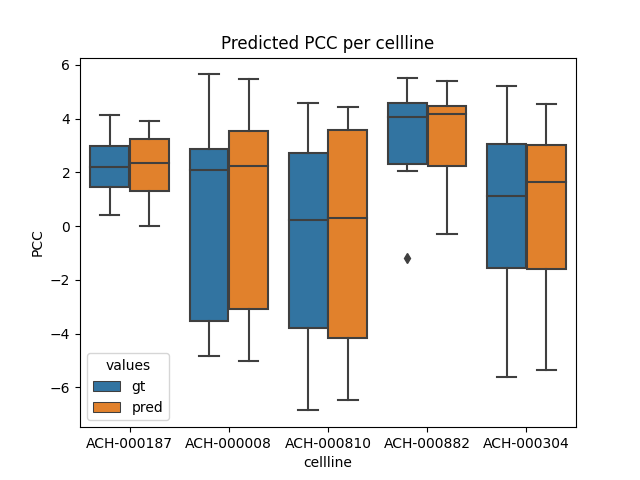 Predicted PCC per cellline
6
4
2
0
−2
−4
−6
PCC
values
gt
pred
ACH-000187 ACH-000008 ACH-000810 ACH-000882 ACH-000304
cellline